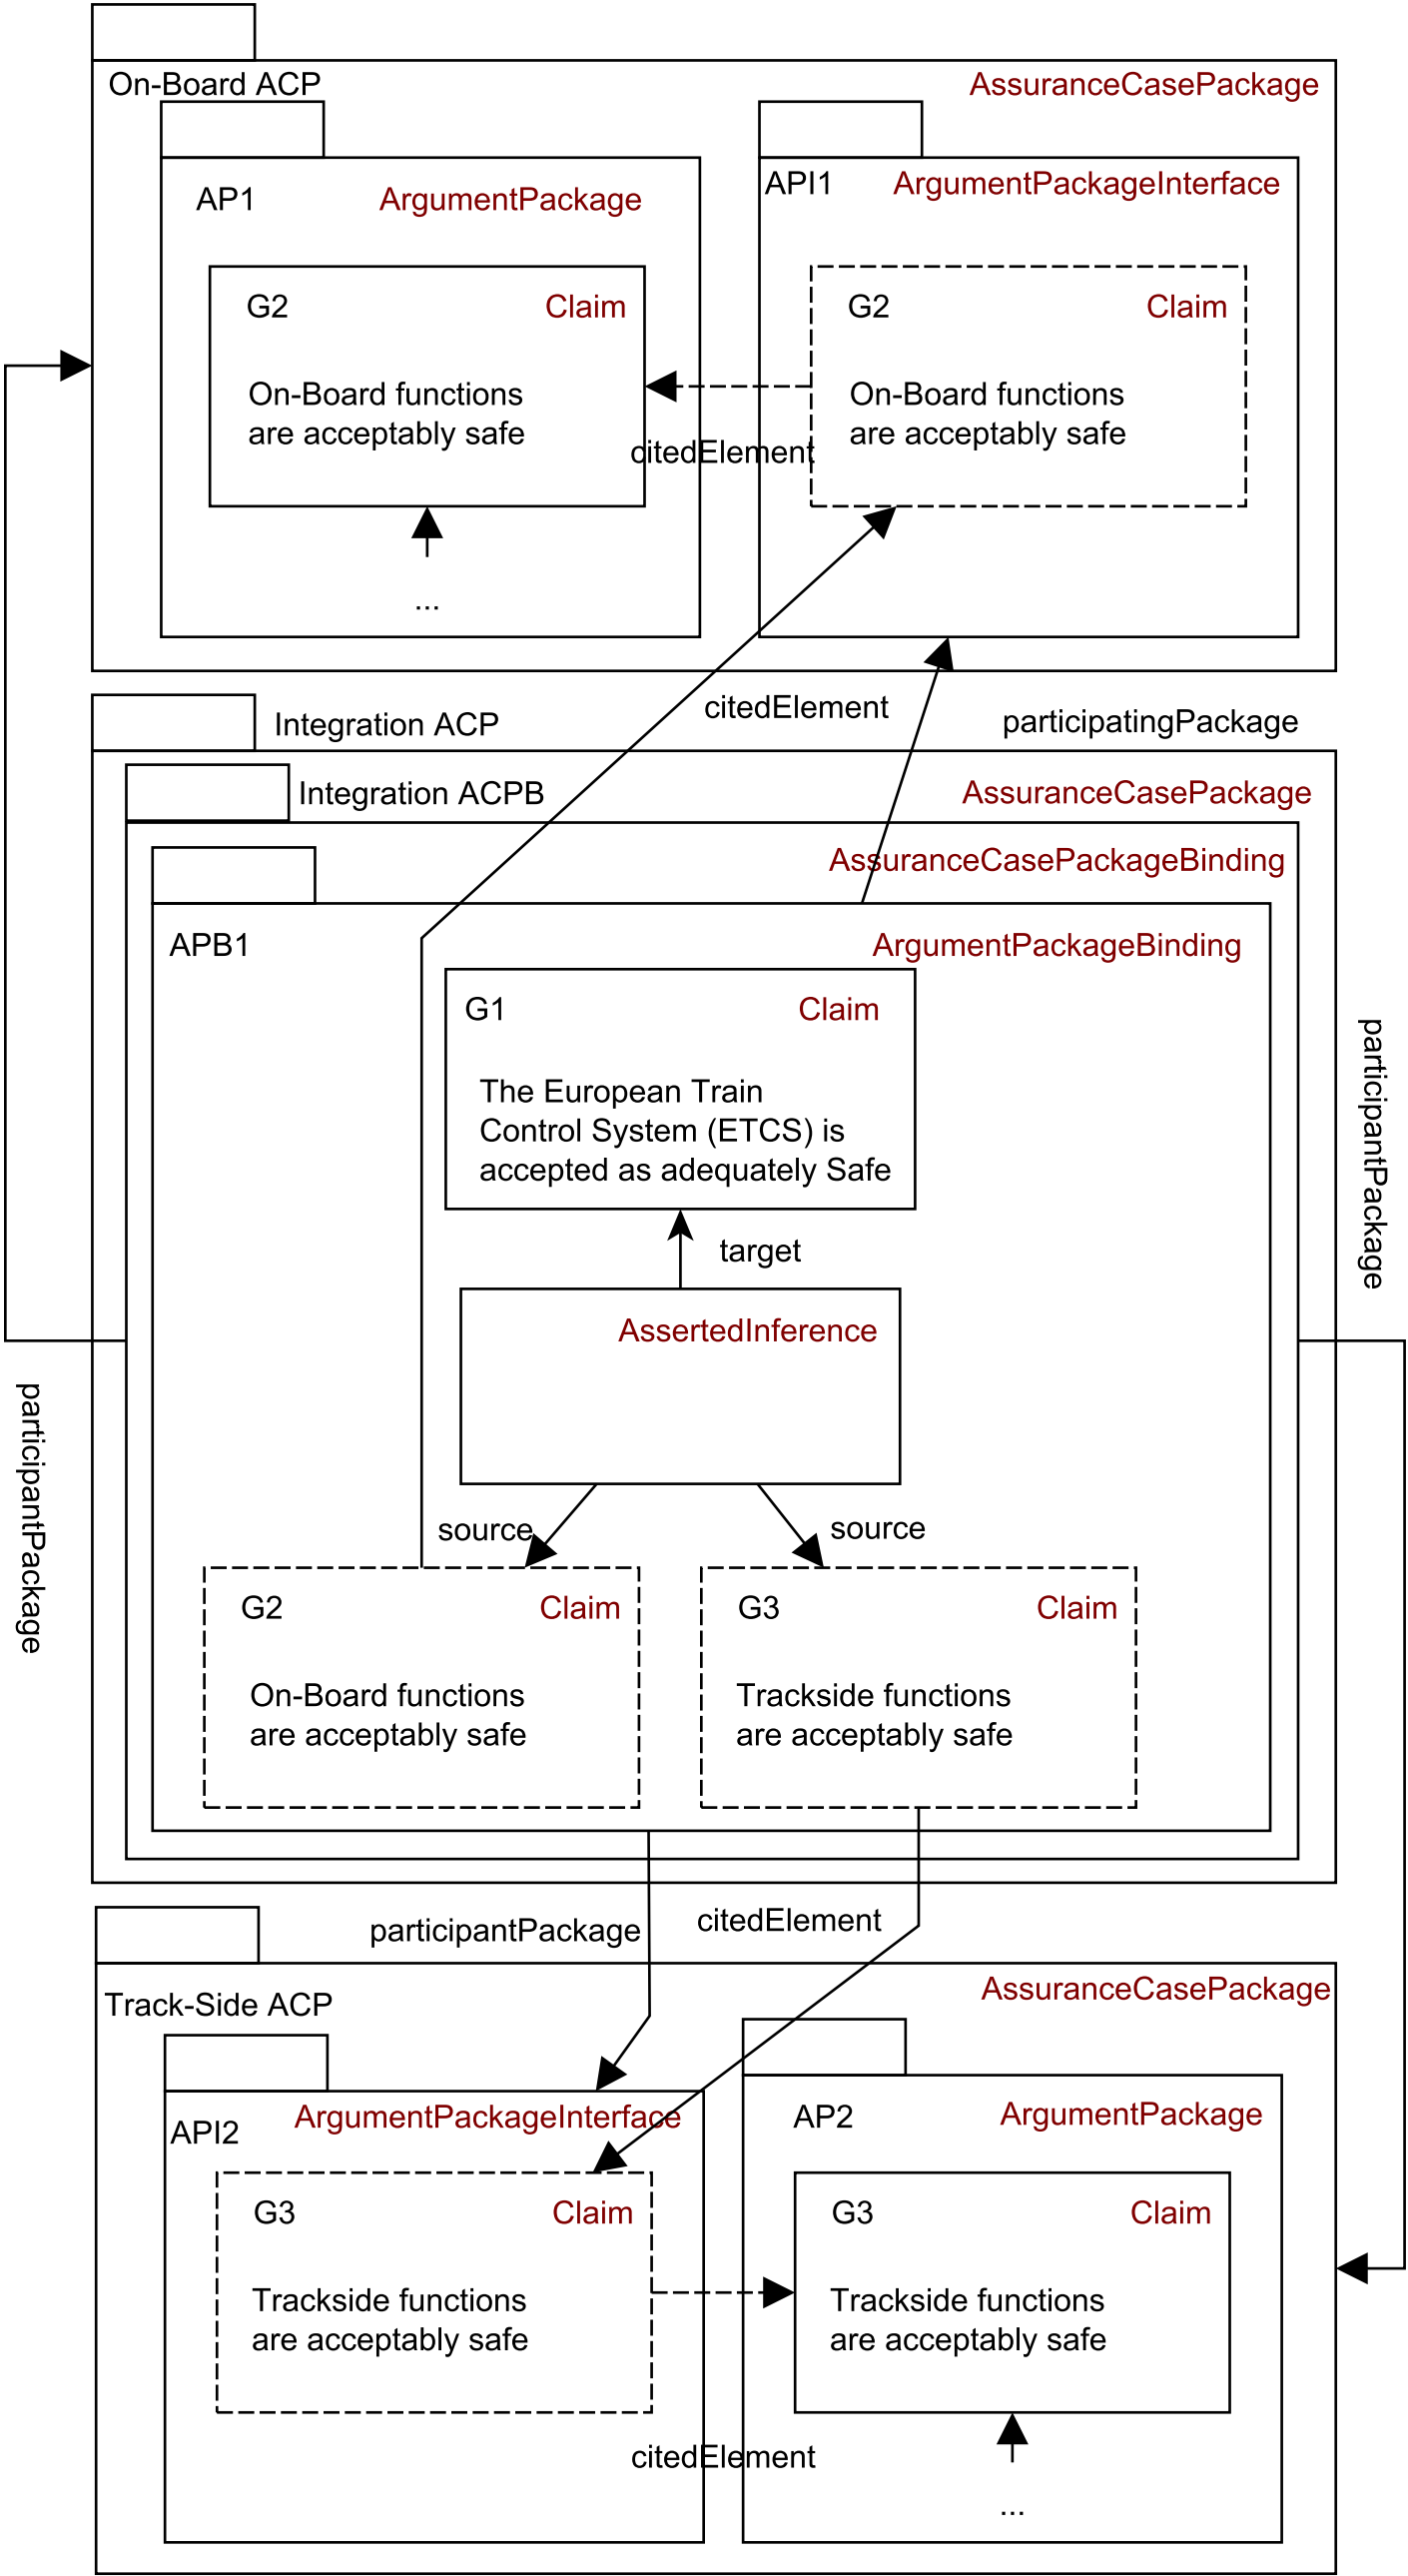 On-Board ACP
AssuranceCasePackage
AP1
ArgumentPackage
API1
ArgumentPackageInterface
G2
Claim
On-Board functions
are acceptably safe
G2
Claim
On-Board functions
are acceptably safe
citedElement
...
citedElement
participatingPackage
Integration ACP
Integration ACPB
AssuranceCasePackage
AssuranceCasePackageBinding
APB1
ArgumentPackageBinding
G1
Claim
The European Train
Control System (ETCS) is
accepted as adequately Safe
participantPackage
target
AssertedInference
participantPackage
source
source
G2
Claim
On-Board functions
are acceptably safe
G3
Claim
Trackside functions
are acceptably safe
participantPackage
citedElement
Track-Side ACP
AssuranceCasePackage
API2
ArgumentPackageInterface
AP2
ArgumentPackage
G3
Claim
Trackside functions
are acceptably safe
G3
Claim
Trackside functions
are acceptably safe
citedElement
...